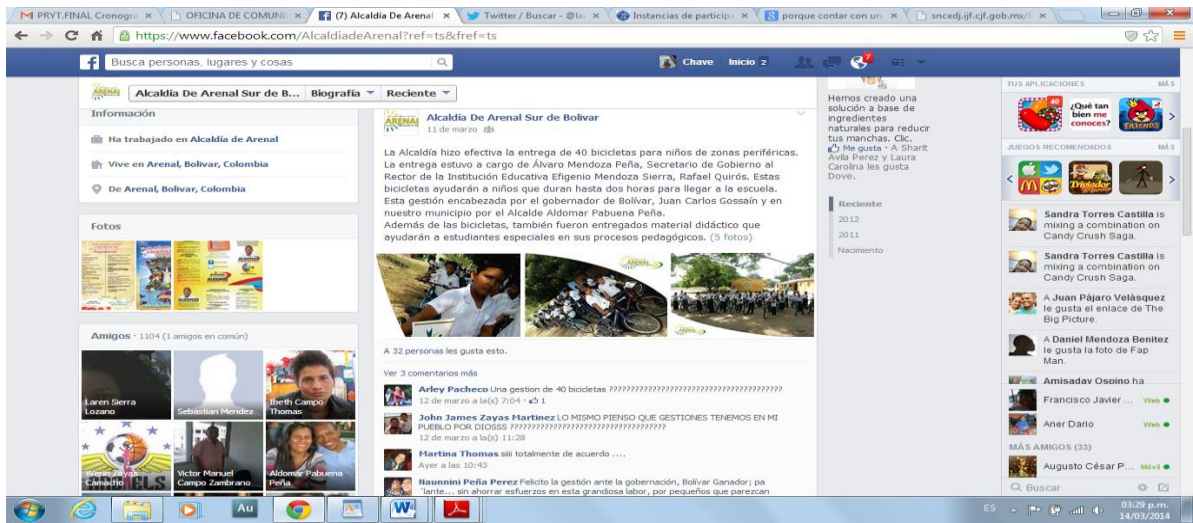 PRYT.FINAL Cronogra
OFICINA DE COMUNI
(7) Alcaldía De Arenal
Twitter / Buscar - @la
Instancias de particip
porque contar con un
sncedj.ijf.cjf.gob.mx/
https://www.facebook.com/AlcaldiadeArenal?ref=ts&fref=ts
Busca personas, lugares y cosas
Chave Inicio 2
7
ARENAL
Alcaldía De Arenal Sur de B...
Biografía
Reciente
Información
Ha trabajado en Alcaldía de Arenal
Vive en Arenal, Bolivar, Colombia
De Arenal, Bolivar, Colombia
Fotos
Amigos · 1104 (1 amigos en común)
Laren Sierra
Lozano
Sebastian Mendez
Ibeth Campo
Thomas
Camacho
Victor Manuel
Campo Zambrano
Aldomar Pabuena
Peña
ARENAL
Alcaldía De Arenal Sur de Bolivar
11 de marzo
La Alcaldía hizo efectiva la entrega de 40 bicicletas para niños de zonas periféricas.
La entrega estuvo a cargo de Álvaro Mendoza Peña, Secretario de Gobierno al
Rector de la Institución Educativa Efigenio Mendoza Sierra, Rafael Quirós. Estas
bicicletas ayudarán a niños que duran hasta dos horas para llegar a la escuela.
Esta gestión encabezada por el gobernador de Bolívar, Juan Carlos Gossaín y en
nuestro municipio por el Alcalde Aldomar Pabuena Peña.
Además de las bicicletas, también fueron entregados material didáctico que
ayudarán a estudiantes especiales en sus procesos pedagógicos. (5 fotos)
ARENAL
A 32 personas les gusta esto.
Ver 3 comentarios más
Arley Pacheco Una gestion de 40 bicicletas ??????????????????????????????????????????
12 de marzo a la(s) 7:04 · 1
John James Zayas Martinez LO MISMO PIENSO QUE GESTIONES TENEMOS EN MI
PUEBLO POR DIOSSS ??????????????????????????????????????
12 de marzo a la(s) 11:28
Martina Thomas siii totalmente de acuerdo ....
Ayer a las 10:43
Naunnini Peña Perez Felicito la gestión ante la gobernación, Bolívar Ganador; pa
´lante... sin ahorrar esfuerzos en esta grandiosa labor, por pequeños que parezcan
Hemos creado una
solución a base de
ingredientes
naturales para reducir
tus manchas. Clic.
Me gusta · A Sharit
Avila Perez y Laura
Carolina les gusta
Dove.
Reciente
2012
2011
Nacimiento
TUS APLICACIONES MÁS
40
¿Qué tan
bien me
conoces?
FRIENDS
JUEGOS RECOMENDADOS MÁS
Sandra Torres Castilla is
mixing a combination on
Candy Crush Saga.
Sandra Torres Castilla is
mixing a combination on
Candy Crush Saga.
A Juan Pájaro Velásquez
le gusta el enlace de The
Big Picture.
A Daniel Mendoza Benitez
le gusta la foto de Fap
Man.
Amisaday Ospino ha
Francisco Javier ... Web
Aner Dario Web
MÁS AMIGOS (33)
Augusto César P... Móvil
Buscar
Au
W
ES
03:29 p.m.
14/03/2014